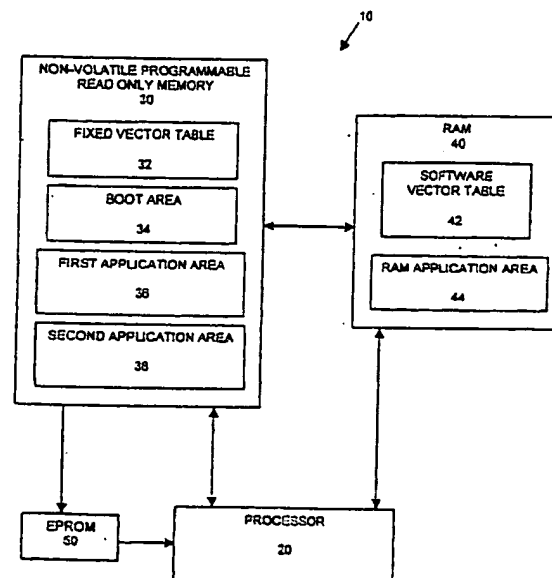 10
NON-VOLATILE PROGRAMMABLE
READ ONLY MEMORY
30
FIXED VECTOR TABLE
32
BOOT AREA
34
FIRST APPLICATION AREA
36
SECOND APPLICATION AREA
38
RAM
40
SOFTWARE
VECTOR TABLE
42
RAM APPLICATION AREA
44
EPROM
50
PROCESSOR
20